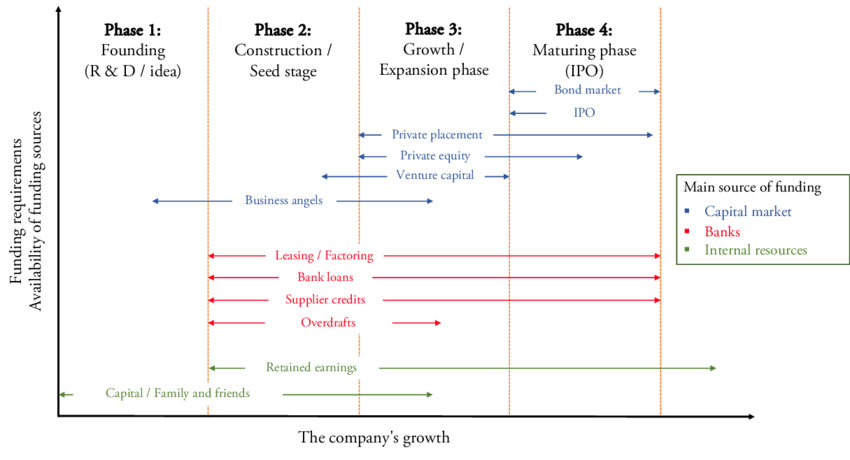 Phase 1:
Founding
(R & D / idea)
Phase 2:
Construction /
Seed stage
Phase 3:
Growth /
Expansion phase
Phase 4:
Maturing phase
(IPO)
Bond market
IPO
Private placement
Private equity
Venture capital
Business angels
Leasing / Factoring
Bank loans
Supplier credits
Overdrafts
Retained earnings
Capital / Family and friends
Funding requirements
Availability of funding sources
The company's growth
Main source of funding
Capital market
Banks
Internal resources